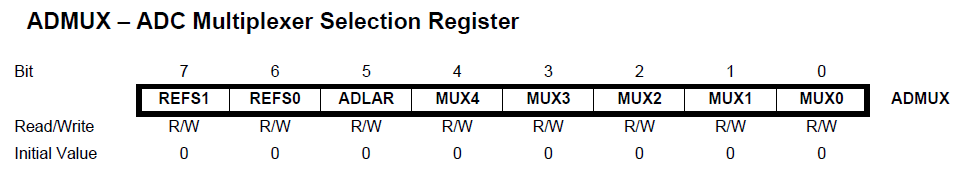 ADMUX – ADC Multiplexer Selection Register
Bit 7 6 5 4 3 2 1 0
REFS1 REFS0 ADLAR MUX4 MUX3 MUX2 MUX1 MUX0 ADMUX
Read/Write R/W R/W R/W R/W R/W R/W R/W R/W
Initial Value 0 0 0 0 0 0 0 0